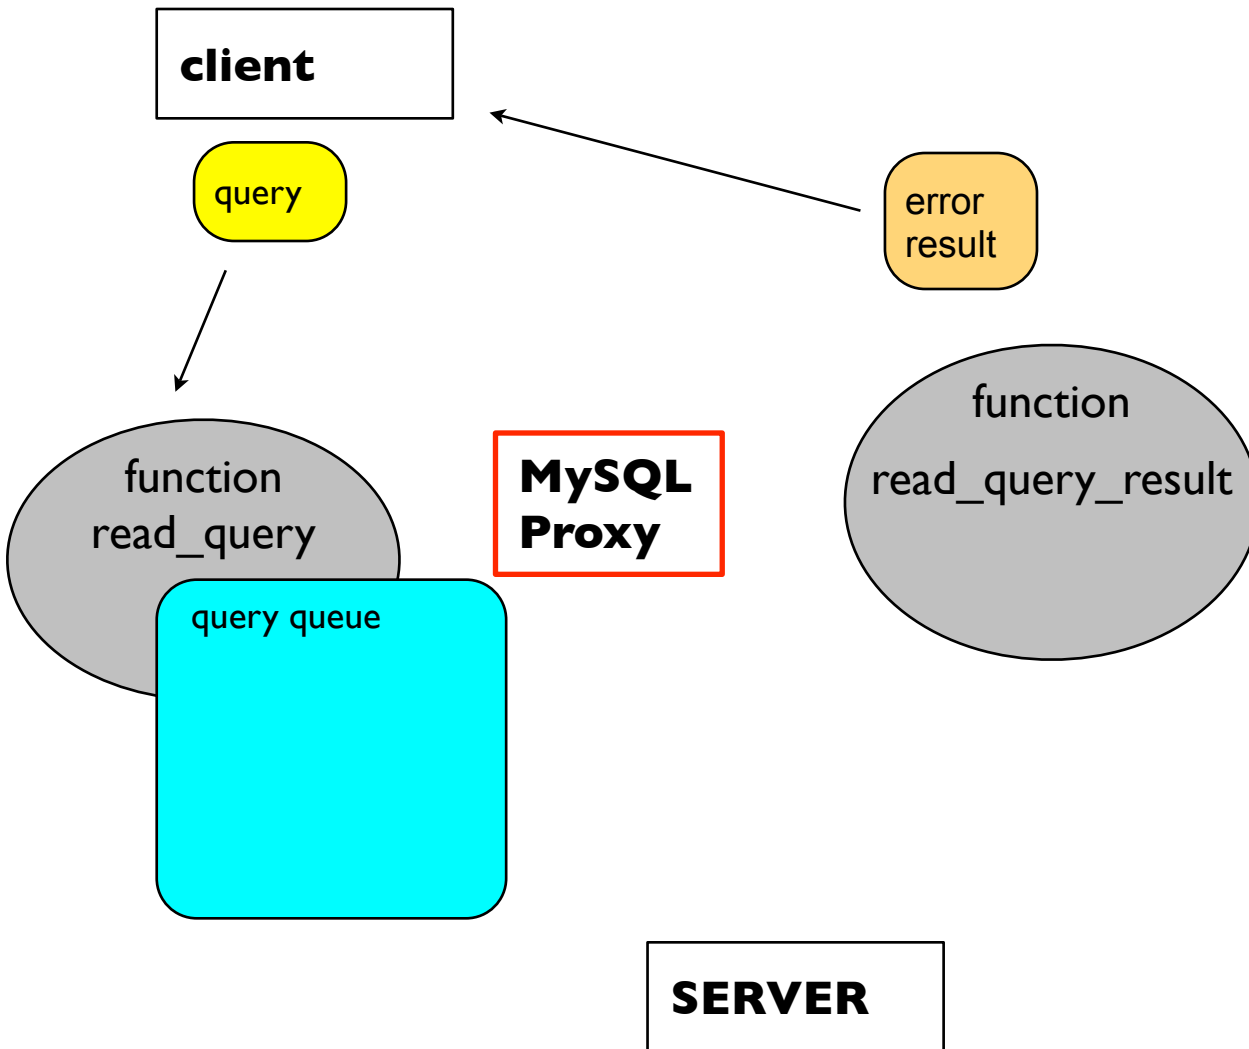 client
query
error
result
function
read_query
MySQL
Proxy
function
read_query_result
query queue
SERVER